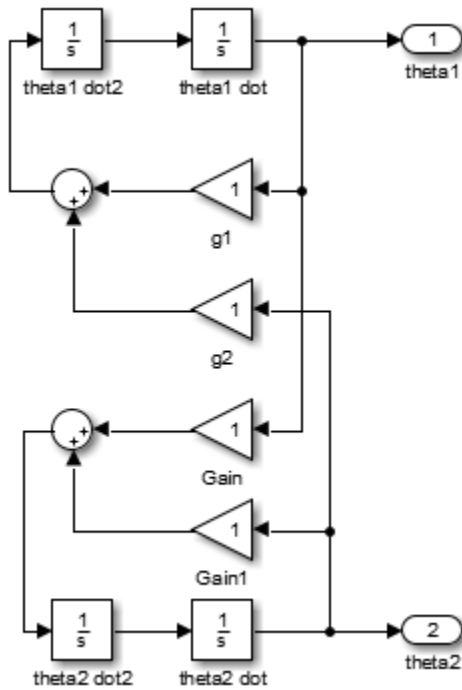 1
s
1
s
1
theta1 dot2
theta1 dot
theta1
+
+
1
g1
1
g2
+
+
1
Gain
1
Gain1
1
s
1
s
2
theta2 dot2
theta2 dot
theta2